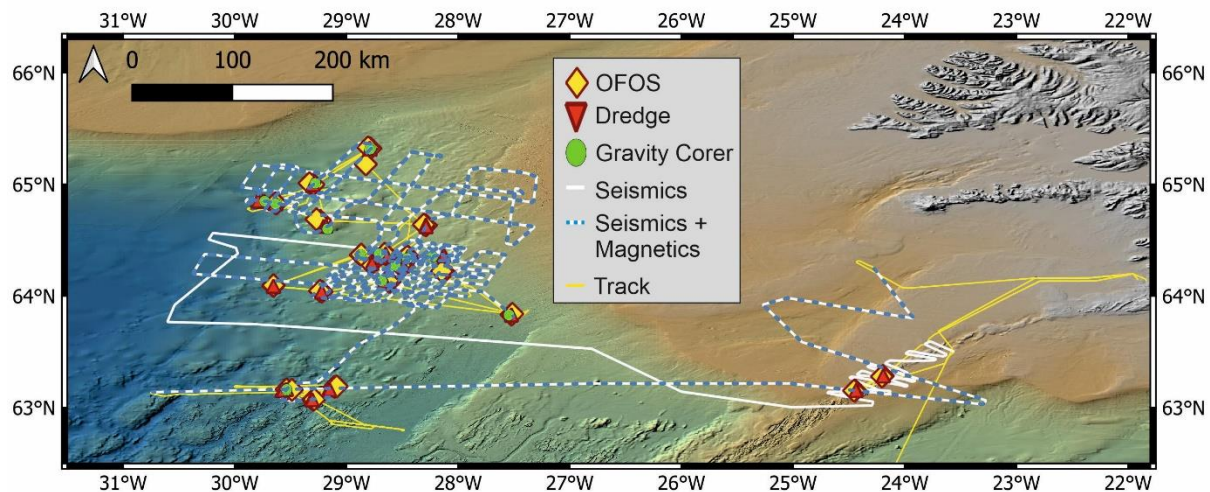 31°W 30°W 29°W 28°W 27°W 26°W 25°W 24°W 23°W 22°W
66°N 66°N
0 100 200 km
OFOS
Dredge
Gravity Corer
65°N 65°N
Seismics
Seismics +
Magnetics
Track
64°N 64°N
63°N 63°N
31°W 30°W 29°W 28°W 27°W 26°W 25°W 24°W 23°W 22°W